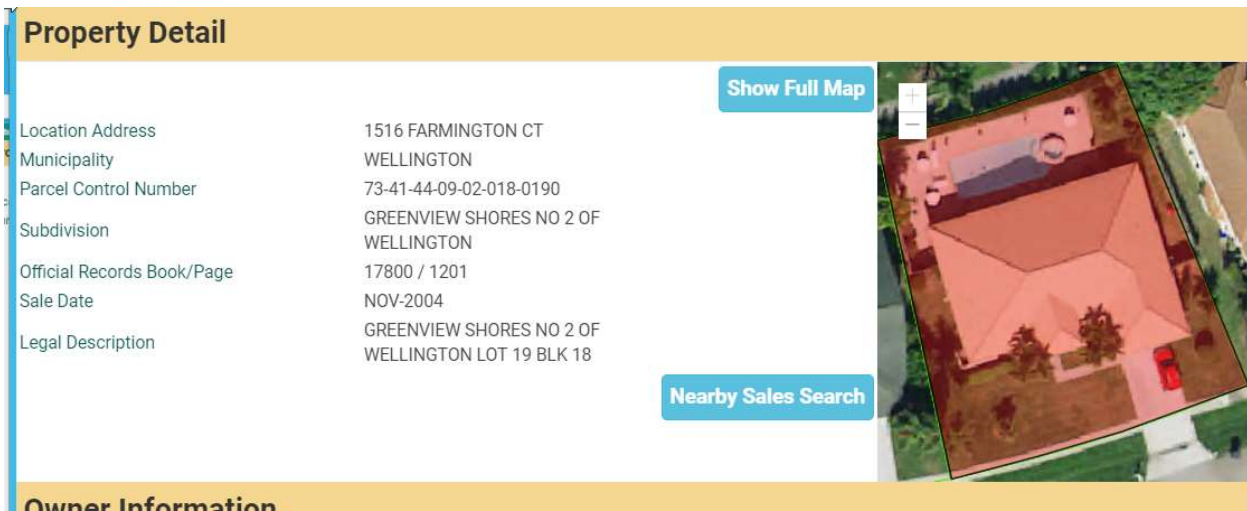 Property Detail
Show Full Map
Location Address 1516 FARMINGTON CT
Municipality WELLINGTON
Parcel Control Number 73-41-44-09-02-018-0190
Subdivision GREENVIEW SHORES NO 2 OF
WELLINGTON
Official Records Book/Page 17800 / 1201
Sale Date NOV-2004
Legal Description GREENVIEW SHORES NO 2 OF
WELLINGTON LOT 19 BLK 18
Nearby Sales Search
Owner Information